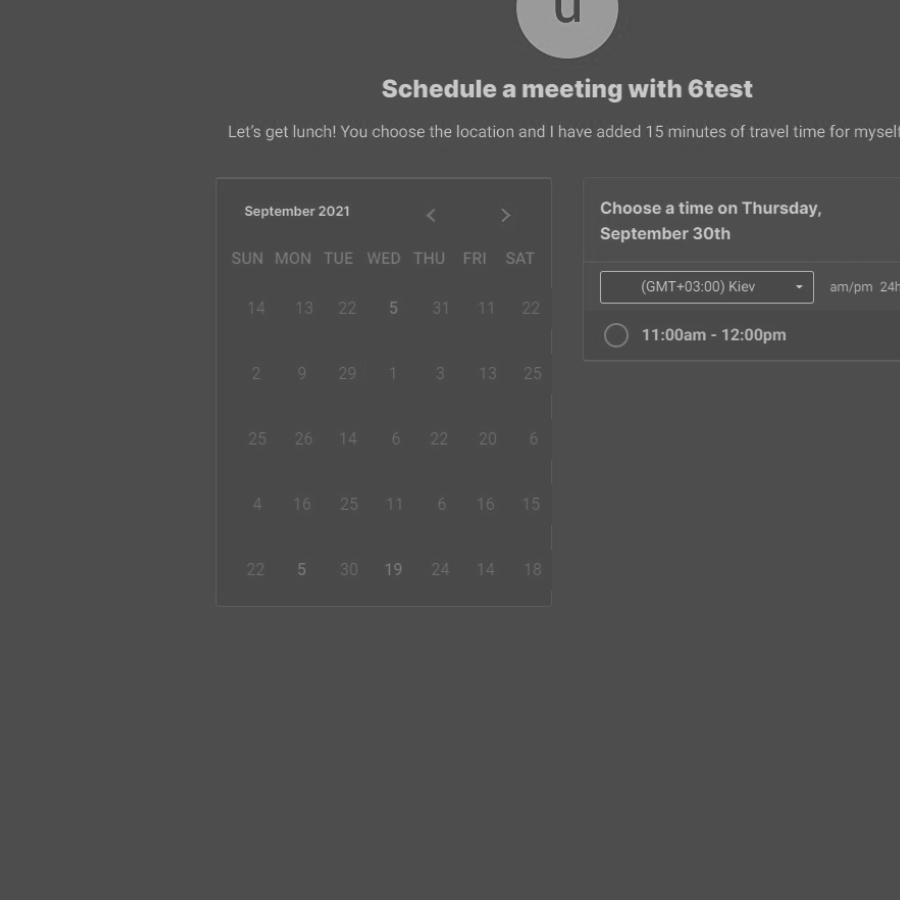 u
Schedule a meeting with 6test
Let's get lunch! You choose the location and I have added 15 minutes of travel time for myself
September 2021
SUN MON TUE WED THU FRI SAT
14 13 22 5 31 11 22
2 9 29 1 3 13 25
25 26 14 6 22 20 6
4 16 25 11 6 16 15
22 5 30 19 24 14 18
Choose a time on Thursday,
September 30th
(GMT+03:00) Kiev am/pm 24h
11:00am - 12:00pm